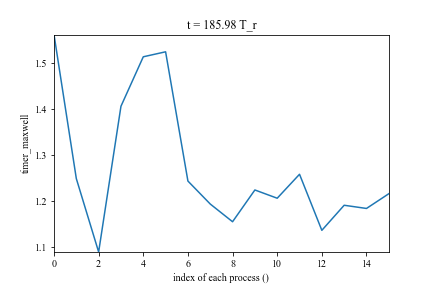 t = 185.98 T_r
1.5
1.4
1.3
1.2
1.1
timer_maxwell
0 2 4 6 8 10 12 14
index of each process ()